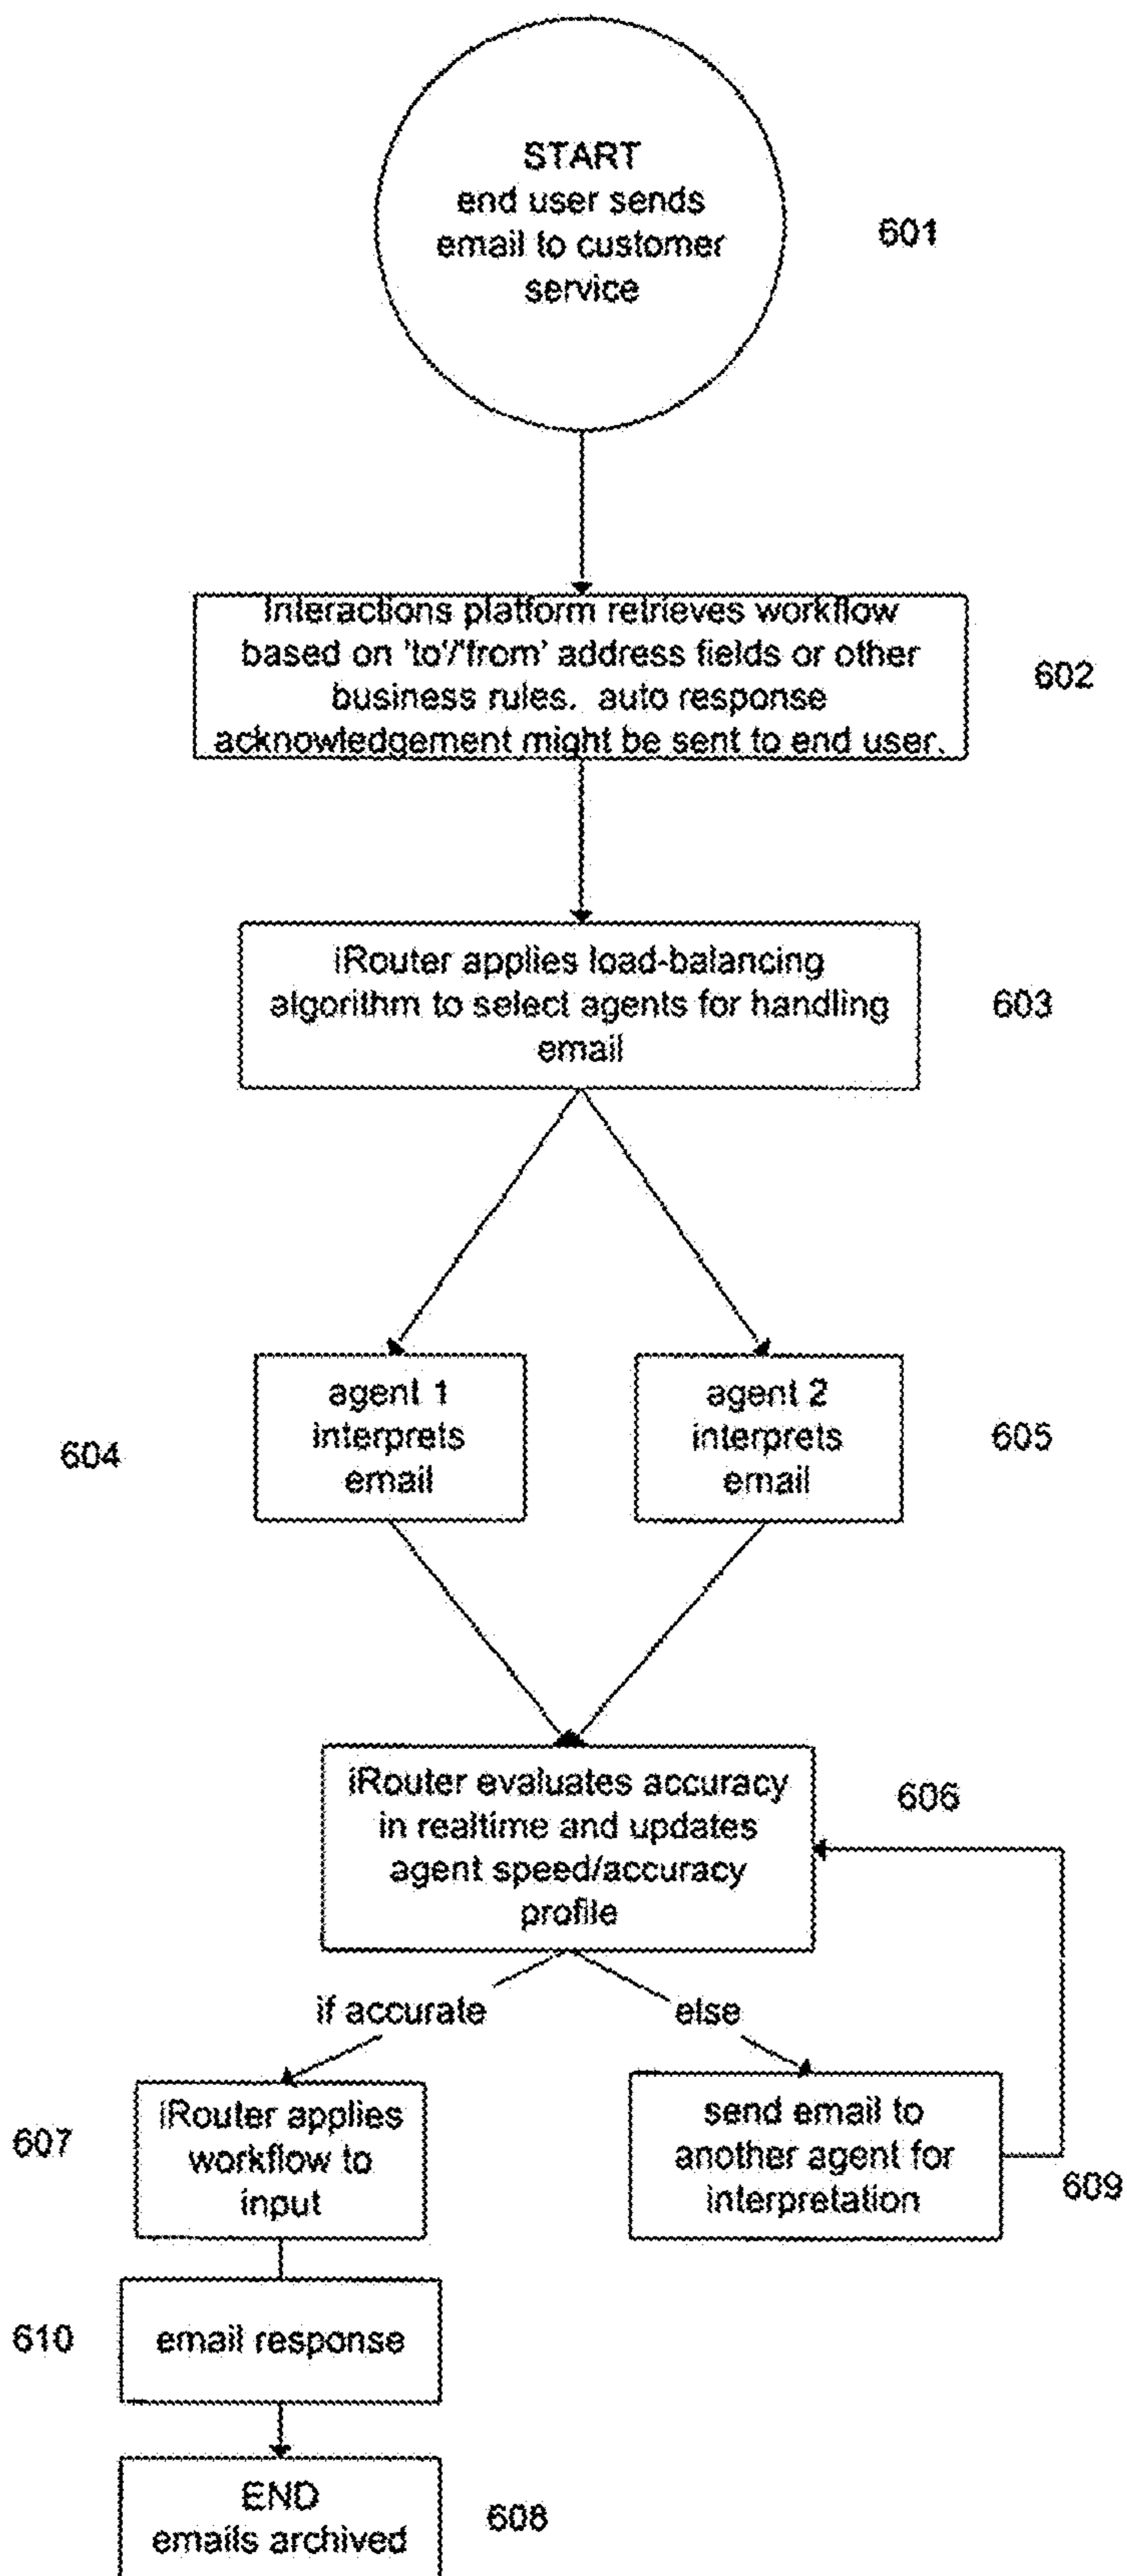 START
end user sends
email to customer
service
601
Interactions platform retrieves workflow
based on 'to'/'from' address fields or other
business rules. auto response
acknowledgement might be sent to end user.
602
iRouter applies load-balancing
algorithm to select agents for handling
email
603
agent 1
interprets
email
604
agent 2
interprets
email
605
iRouter evaluates accuracy
in realtime and updates
agent speed/accuracy
profile
606
if accurate
else
iRouter applies
workflow to
input
607
send email to
another agent for
interpretation
609
email response
610
END
emails archived
608